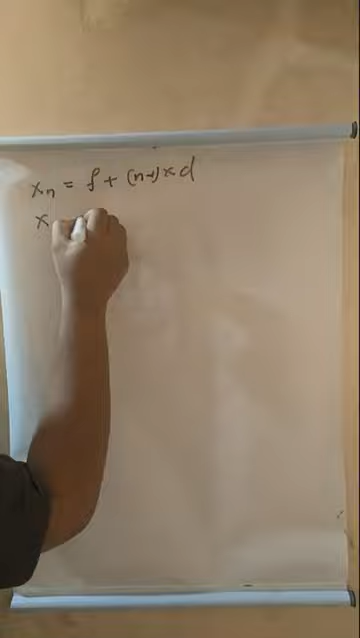 xn = f + (n-1)×d
x